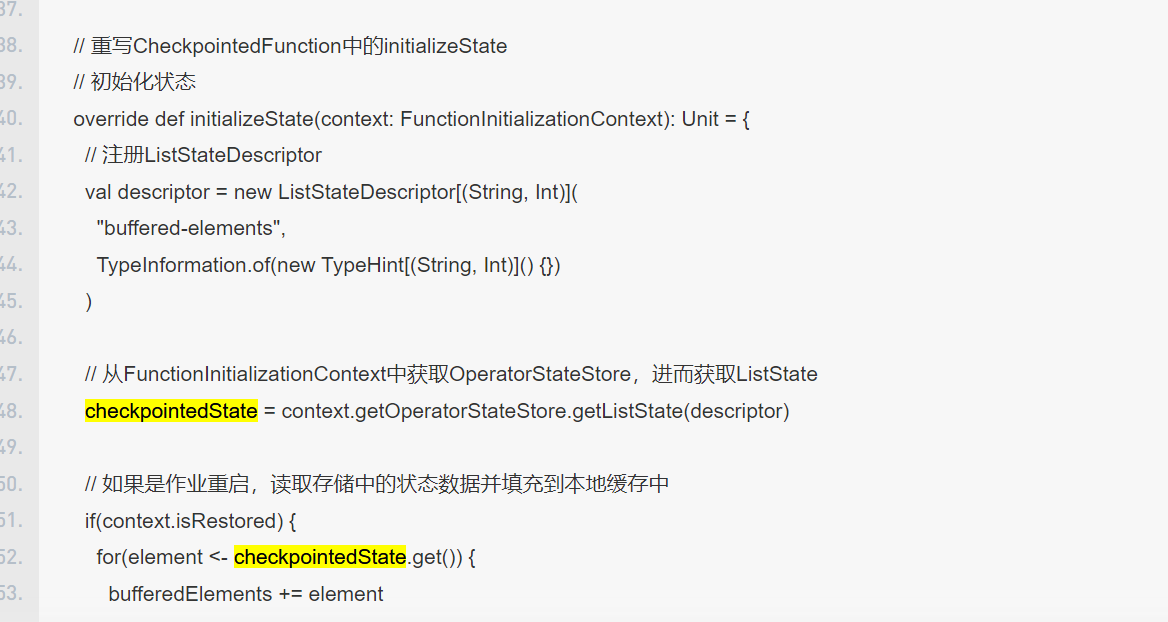 37.
38. // 重写CheckpointedFunction中的initializeState
39. // 初始化状态
40. override def initializeState(context: FunctionInitializationContext): Unit = {
41. // 注册ListStateDescriptor
42. val descriptor = new ListStateDescriptor[(String, Int)](
43. "buffered-elements",
44. TypeInformation.of(new TypeHint[(String, Int)]() {})
45. )
46.
47. // 从FunctionInitializationContext中获取OperatorStateStore，进而获取ListState
48. checkpointedState = context.getOperatorStateStore.getListState(descriptor)
49.
50. // 如果是作业重启，读取存储中的状态数据并填充到本地缓存中
51. if(context.isRestored) {
52. for(element <- checkpointedState.get()) {
53. bufferedElements += element